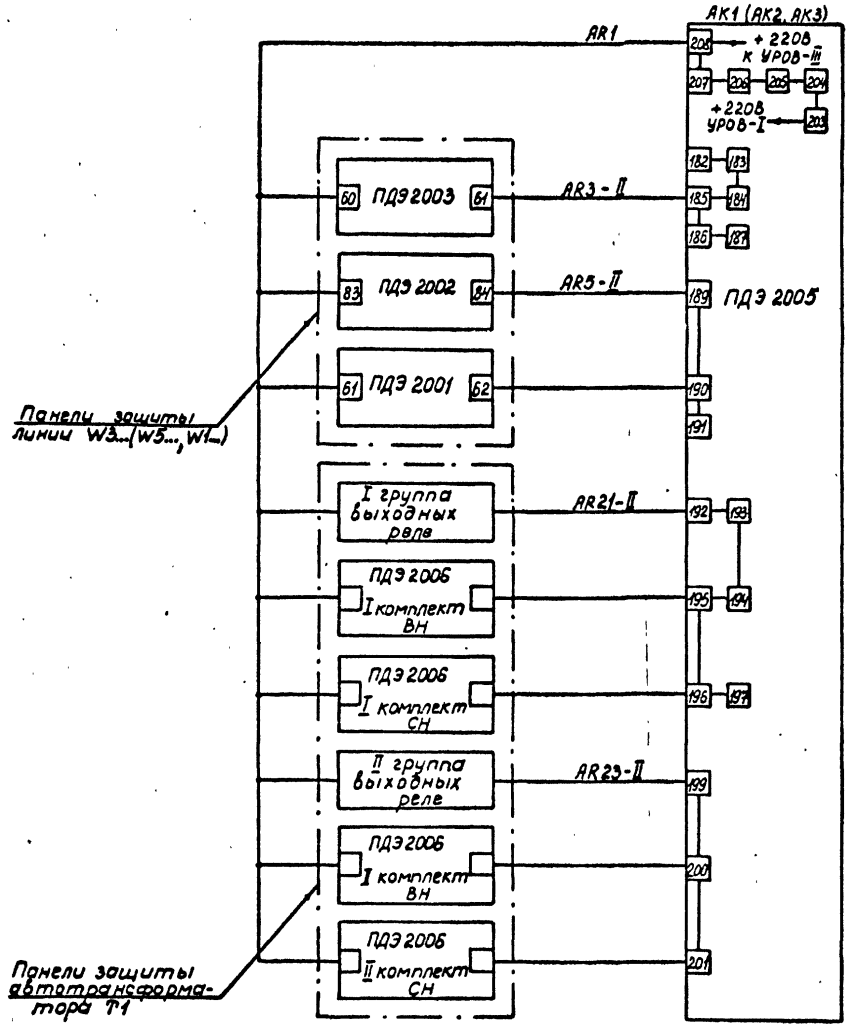 АК1 (АК2, АК3)
AR1
208
+220В
к УРОВ-III
207
206
205
204
+220В
УРОВ-I
203
182
183
60
ПДЭ 2003
61
AR3-II
185
184
186
187
83
ПДЭ 2002
84
AR5-II
189
ПДЭ 2005
61
ПДЭ 2001
62
190
191
Панели защиты
линии W3...(W5..., W1...)
I группа
выходных
реле
AR21-II
192
193
ПДЭ 2006
I комплект
ВН
195
194
ПДЭ 2006
I комплект
СН
196
197
II группа
выходных
реле
AR23-II
199
ПДЭ 2006
I комплект
ВН
200
ПДЭ 2006
II комплект
СН
201
Панели защиты
автотрансформа-
тора Т1